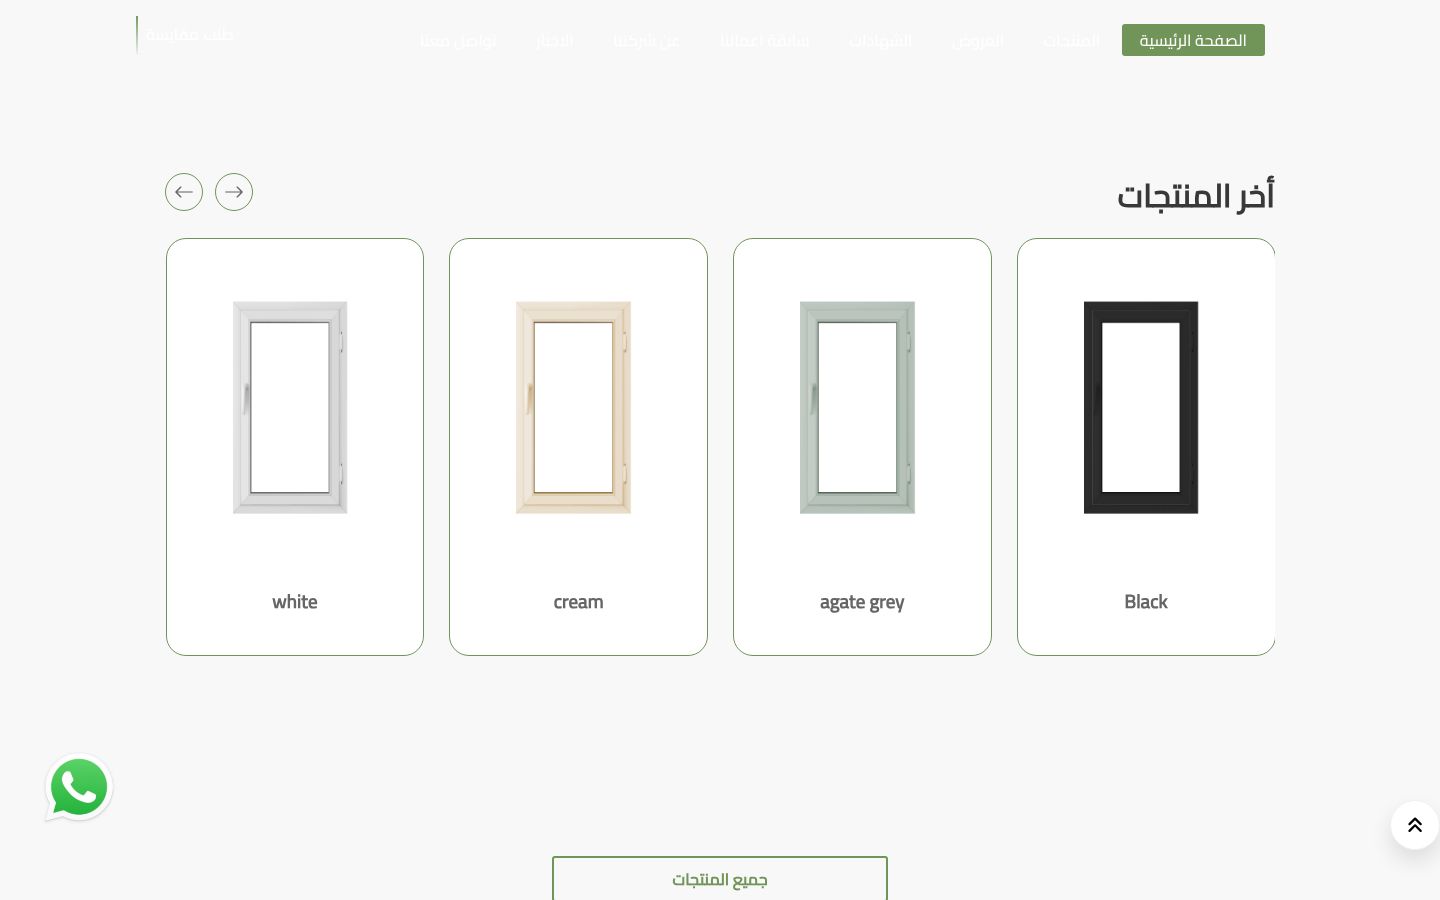 الصفحة الرئيسية
المنتجات
العروض
الشهادات
سابقة اعمالنا
عن شركتنا
الاخبار
تواصل معنا
طلب مقايسة
أخر المنتجات
Black
agate grey
cream
white
جميع المنتجات